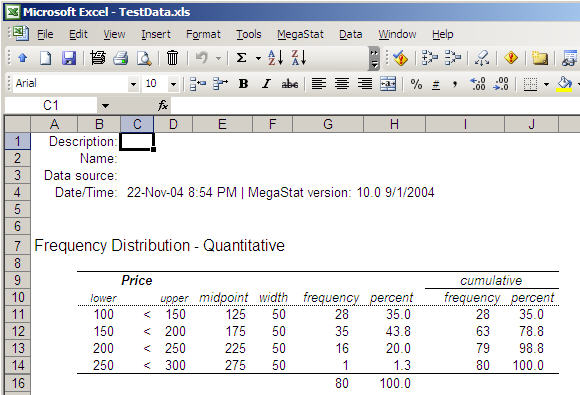 Microsoft Excel - TestData.xls
File Edit View Insert Format Tools MegaStat Data Window Help
Arial 10 B I abc % ,
C1 fx
A B C D E F G H I J
1 Description:
2 Name:
3 Data source:
4 Date/Time: 22-Nov-04 8:54 PM | MegaStat version: 10.0 9/1/2004
5
6
7 Frequency Distribution - Quantitative
8
9 Price cumulative
10 lower upper midpoint width frequency percent frequency percent
11 100 < 150 125 50 28 35.0 28 35.0
12 150 < 200 175 50 35 43.8 63 78.8
13 200 < 250 225 50 16 20.0 79 98.8
14 250 < 300 275 50 1 1.3 80 100.0
16 80 100.0